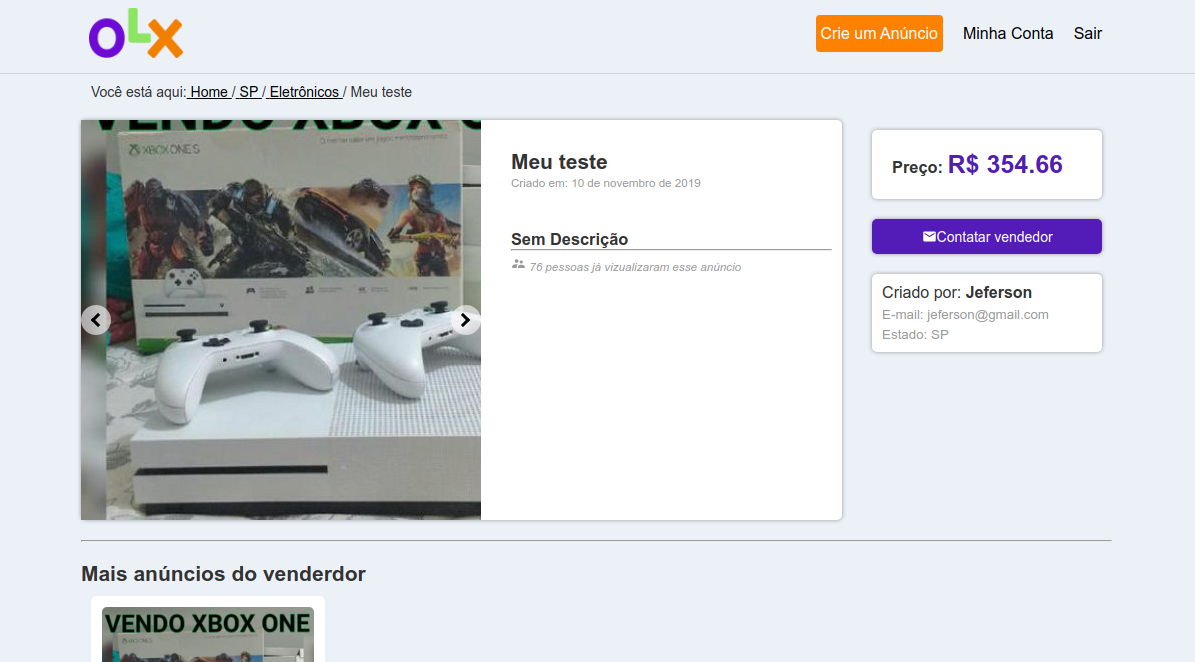 OLX
Crie um Anúncio
Minha Conta
Sair
Você está aqui: Home / SP / Eletrônicos / Meu teste
VENDO XBOX O
XBOX ONE S
Meu teste
Criado em: 10 de novembro de 2019
Sem Descrição
76 pessoas já vizualizaram esse anúncio
Preço: R$ 354.66
Contatar vendedor
Criado por: Jeferson
E-mail: jeferson@gmail.com
Estado: SP
Mais anúncios do venderdor
VENDO XBOX ONE